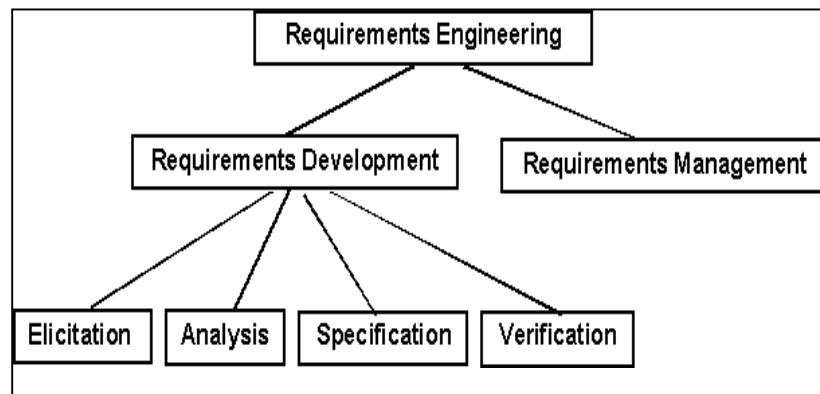 Requirements Engineering
Requirements Development
Requirements Management
Elicitation
Analysis
Specification
Verification